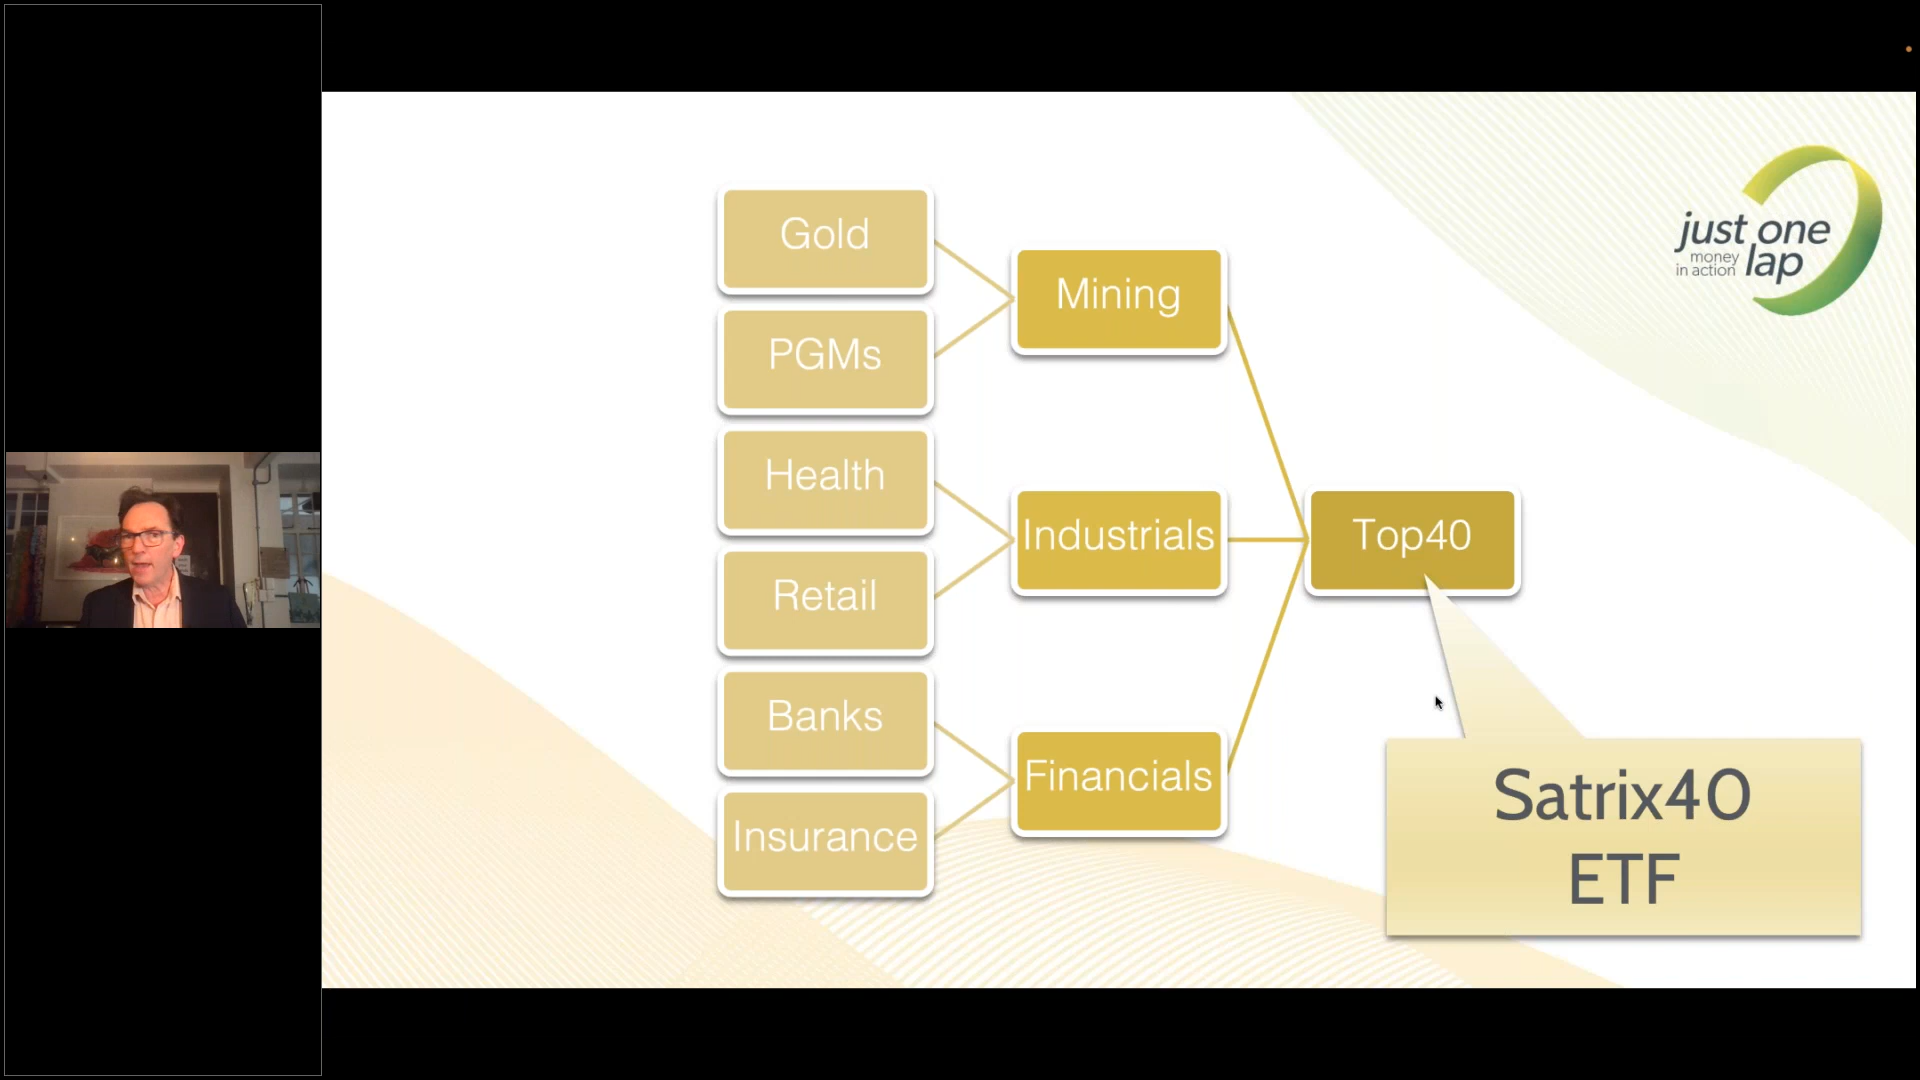 Gold
PGMs
Health
Retail
Banks
Insurance
Mining
Industrials
Financials
Top40
Satrix40
ETF
just one
money
in action lap